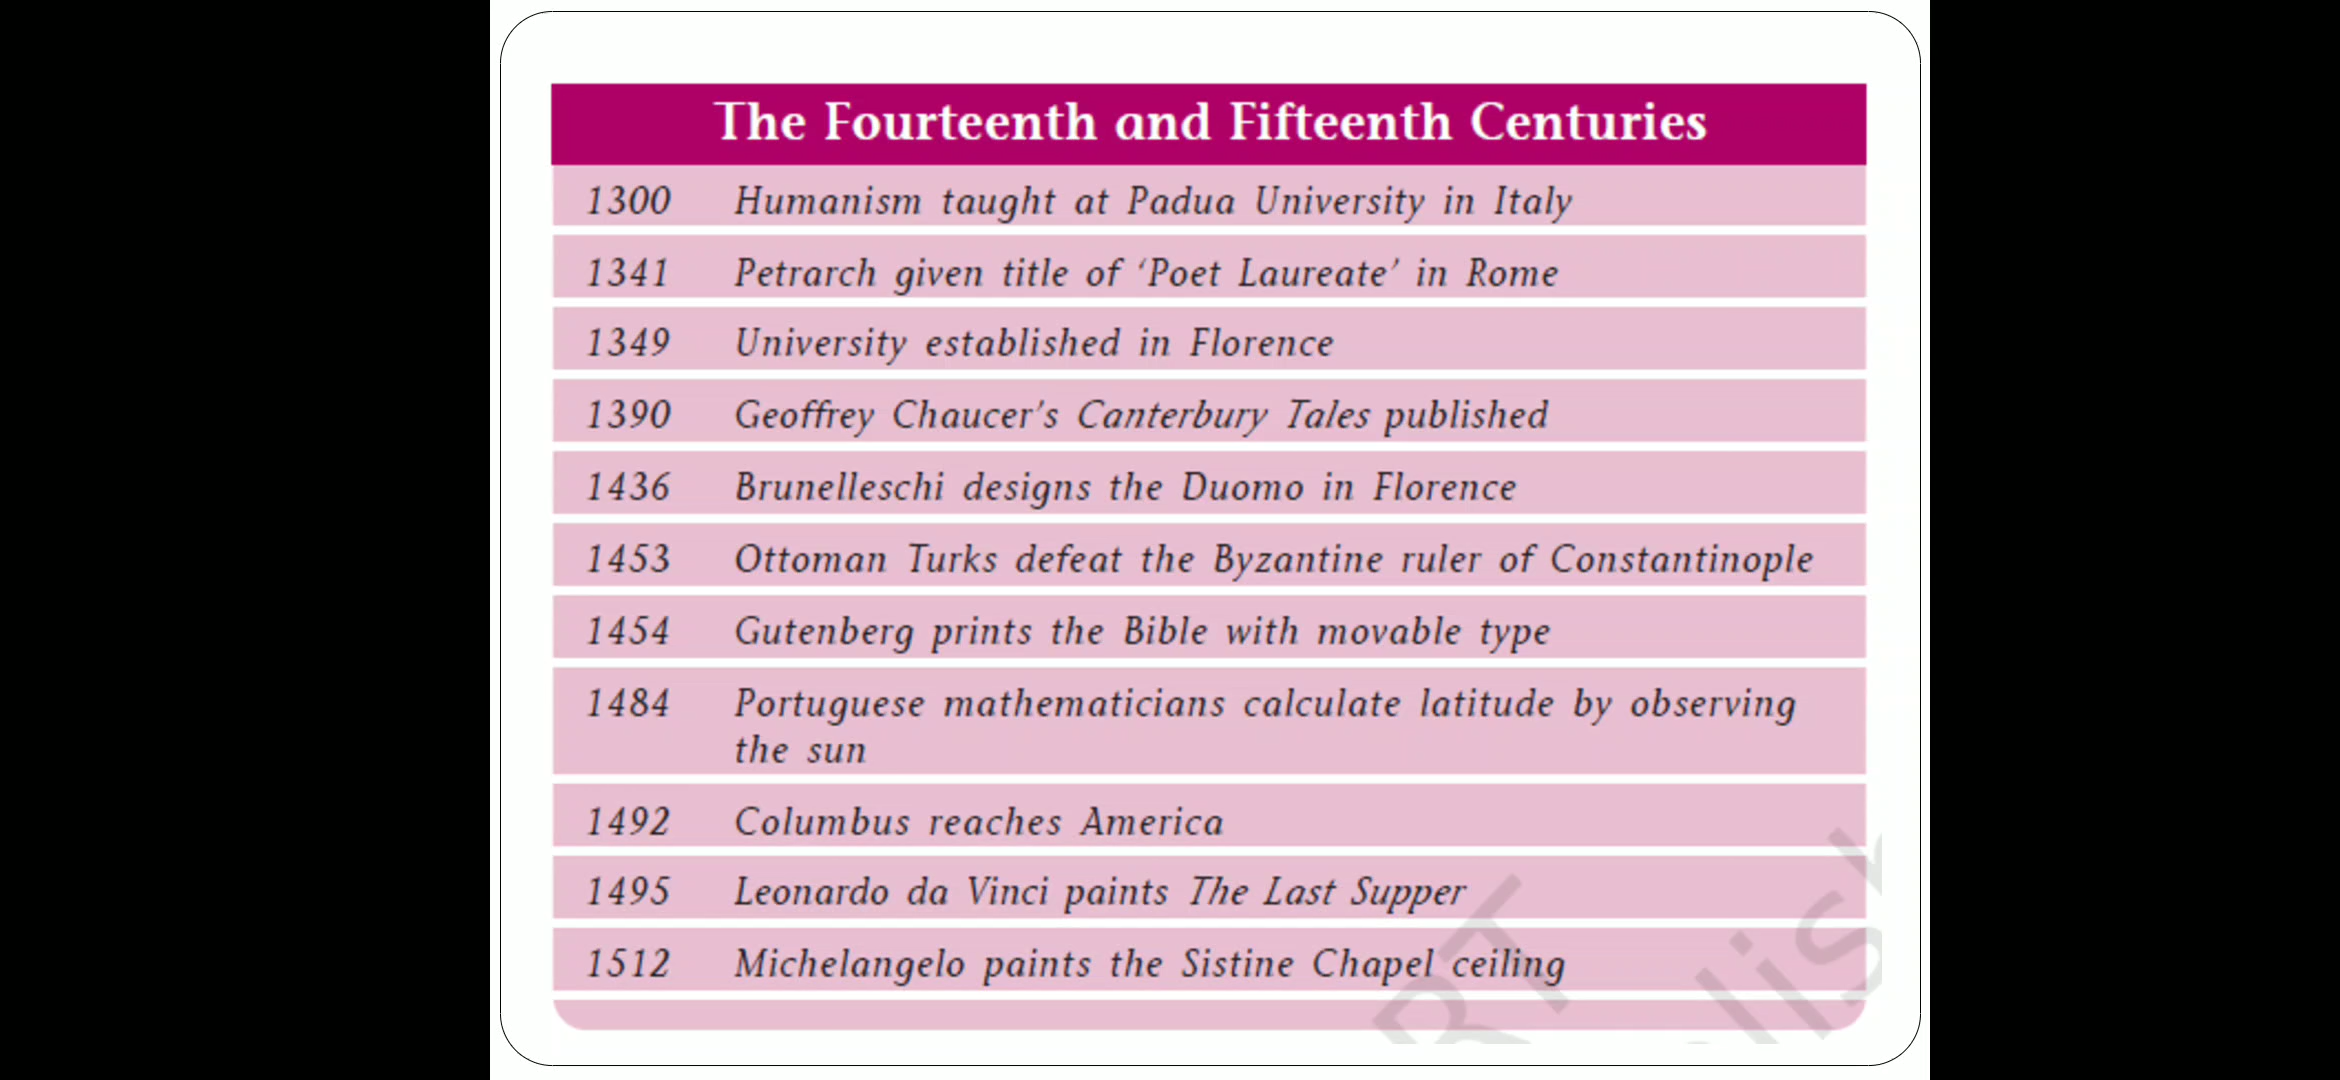 The Fourteenth and Fifteenth Centuries
1300 Humanism taught at Padua University in Italy
1341 Petrarch given title of ‘Poet Laureate’ in Rome
1349 University established in Florence
1390 Geoffrey Chaucer’s Canterbury Tales published
1436 Brunelleschi designs the Duomo in Florence
1453 Ottoman Turks defeat the Byzantine ruler of Constantinople
1454 Gutenberg prints the Bible with movable type
1484 Portuguese mathematicians calculate latitude by observing
the sun
1492 Columbus reaches America
1495 Leonardo da Vinci paints The Last Supper
1512 Michelangelo paints the Sistine Chapel ceiling